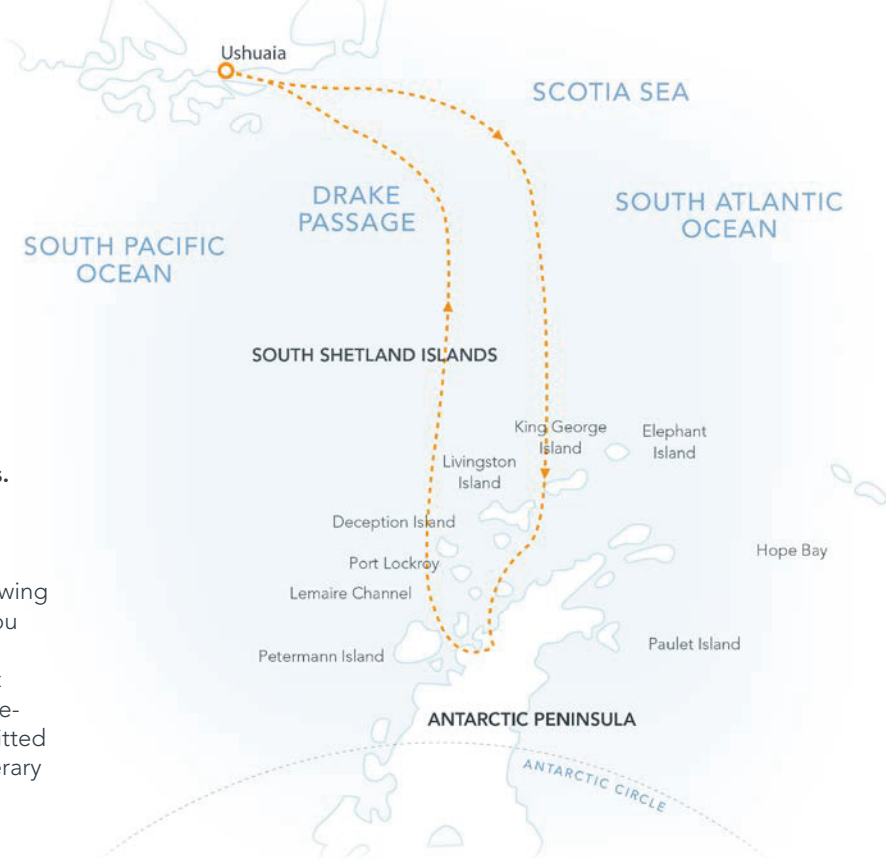 Ushuaia
SCOTIA SEA
DRAKE
PASSAGE
SOUTH ATLANTIC
OCEAN
SOUTH PACIFIC
OCEAN
SOUTH SHETLAND ISLANDS
King George
Island
Elephant
Island
Livingston
Island
Deception Island
Port Lockroy
Lemaire Channel
Hope Bay
Petermann Island
Paulet Island
ANTARCTIC PENINSULA
ANTARCTIC CIRCLE